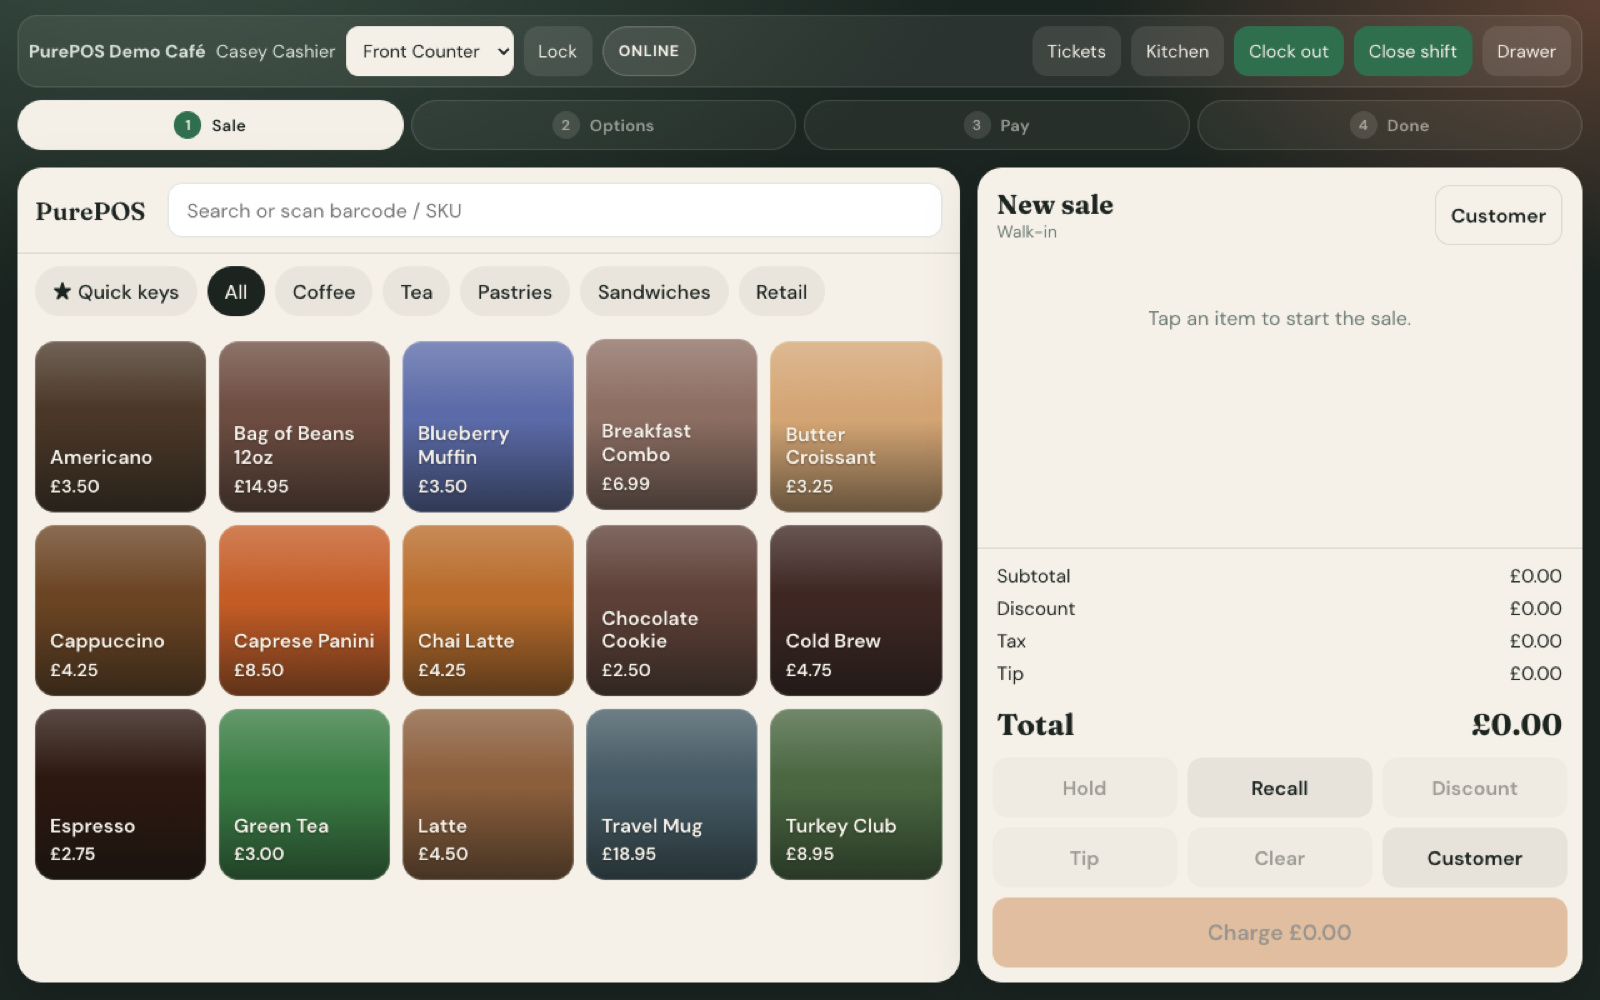 PurePOS Demo Café Casey Cashier Front Counter Lock ONLINE Tickets Kitchen Clock out Close shift Drawer
1 Sale 2 Options 3 Pay 4 Done
PurePOS
Search or scan barcode / SKU
★ Quick keys All Coffee Tea Pastries Sandwiches Retail
Americano
£3.50
Bag of Beans
12oz
£14.95
Blueberry
Muffin
£3.50
Breakfast
Combo
£6.99
Butter
Croissant
£3.25
Cappuccino
£4.25
Caprese Panini
£8.50
Chai Latte
£4.25
Chocolate
Cookie
£2.50
Cold Brew
£4.75
Espresso
£2.75
Green Tea
£3.00
Latte
£4.50
Travel Mug
£18.95
Turkey Club
£8.95
New sale
Walk-in
Customer
Tap an item to start the sale.
Subtotal £0.00
Discount £0.00
Tax £0.00
Tip £0.00
Total £0.00
Hold Recall Discount
Tip Clear Customer
Charge £0.00